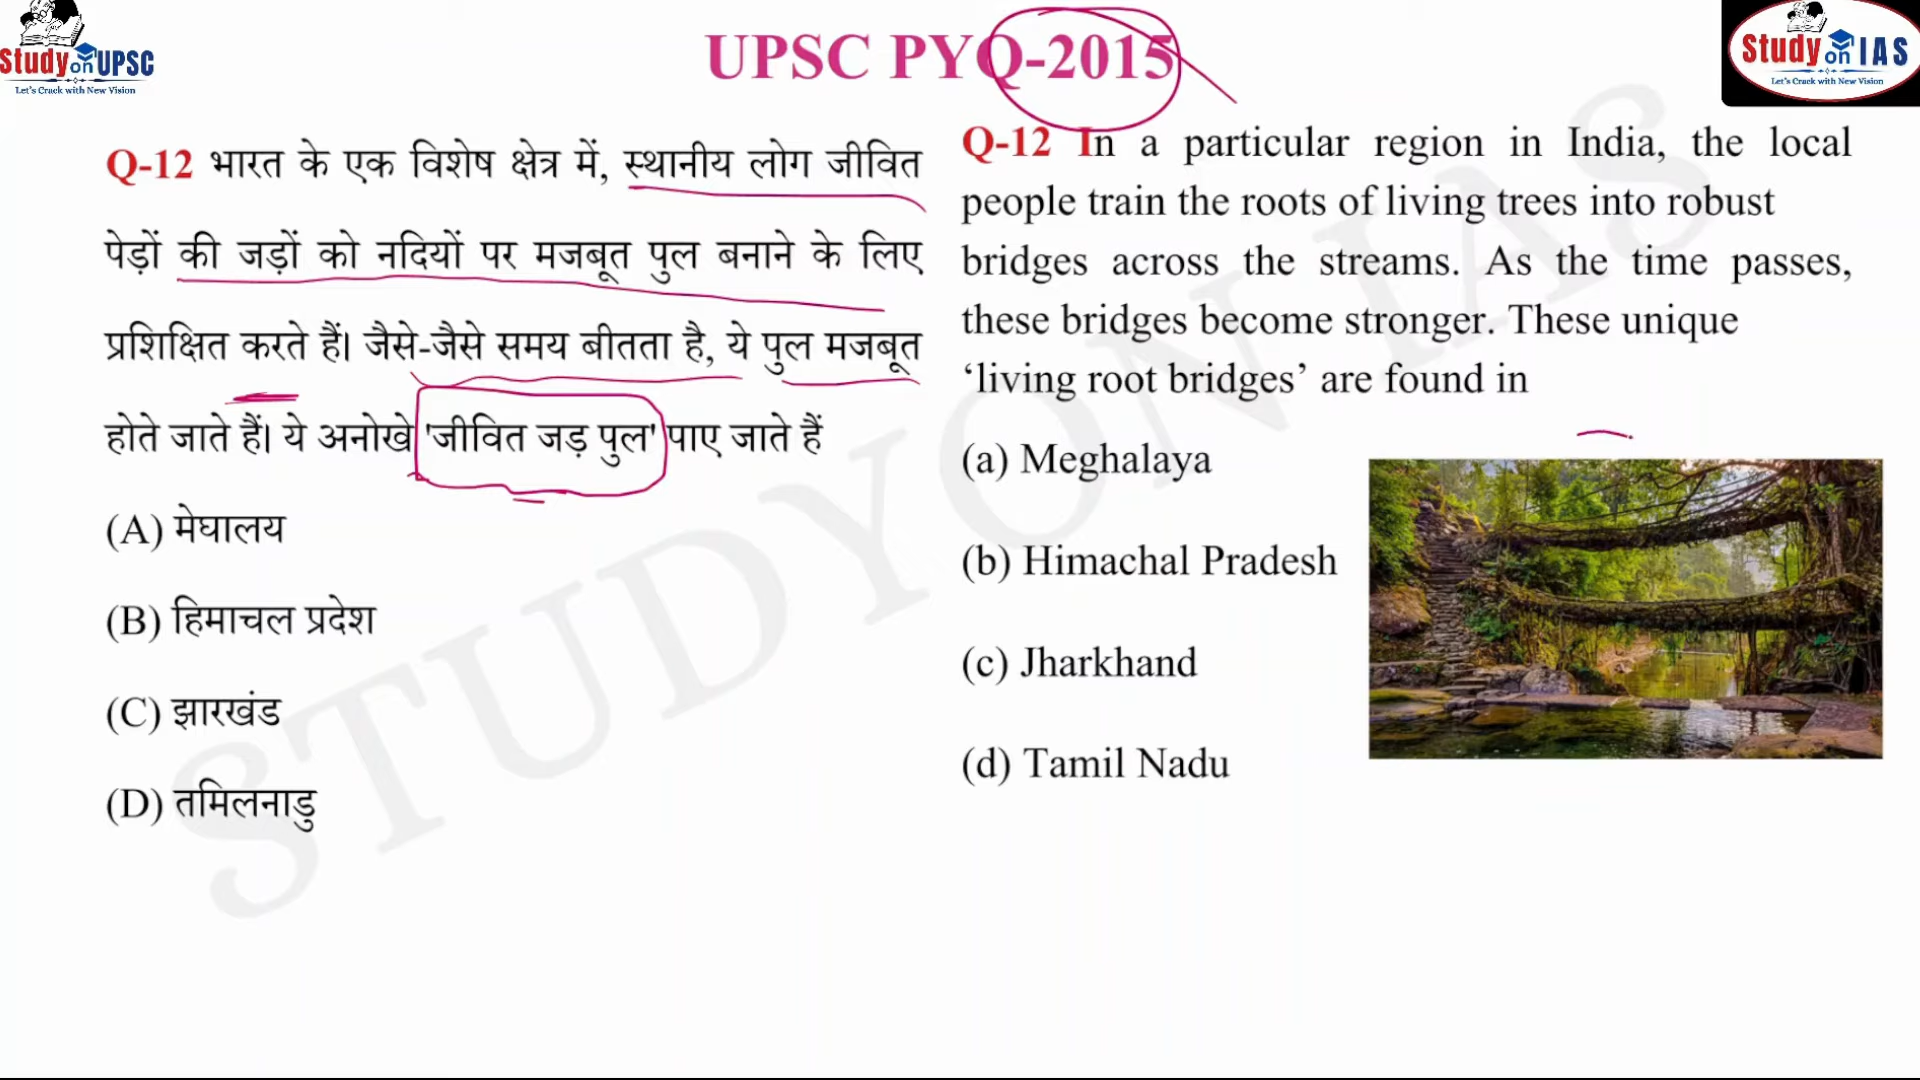 Study on UPSC
Let's Crack with New Vision
UPSC PYQ-2015
Study on IAS
Let's Crack with New Vision
Q-12 भारत के एक विशेष क्षेत्र में, स्थानीय लोग जीवित
पेड़ों की जड़ों को नदियों पर मजबूत पुल बनाने के लिए
प्रशिक्षित करते हैं। जैसे-जैसे समय बीतता है, ये पुल मजबूत
होते जाते हैं। ये अनोखे 'जीवित जड़ पुल' पाए जाते हैं
(A) मेघालय
(B) हिमाचल प्रदेश
(C) झारखंड
(D) तमिलनाडु
Q-12 In a particular region in India, the local
people train the roots of living trees into robust
bridges across the streams. As the time passes,
these bridges become stronger. These unique
‘living root bridges’ are found in
(a) Meghalaya
(b) Himachal Pradesh
(c) Jharkhand
(d) Tamil Nadu
STUDY ON IAS